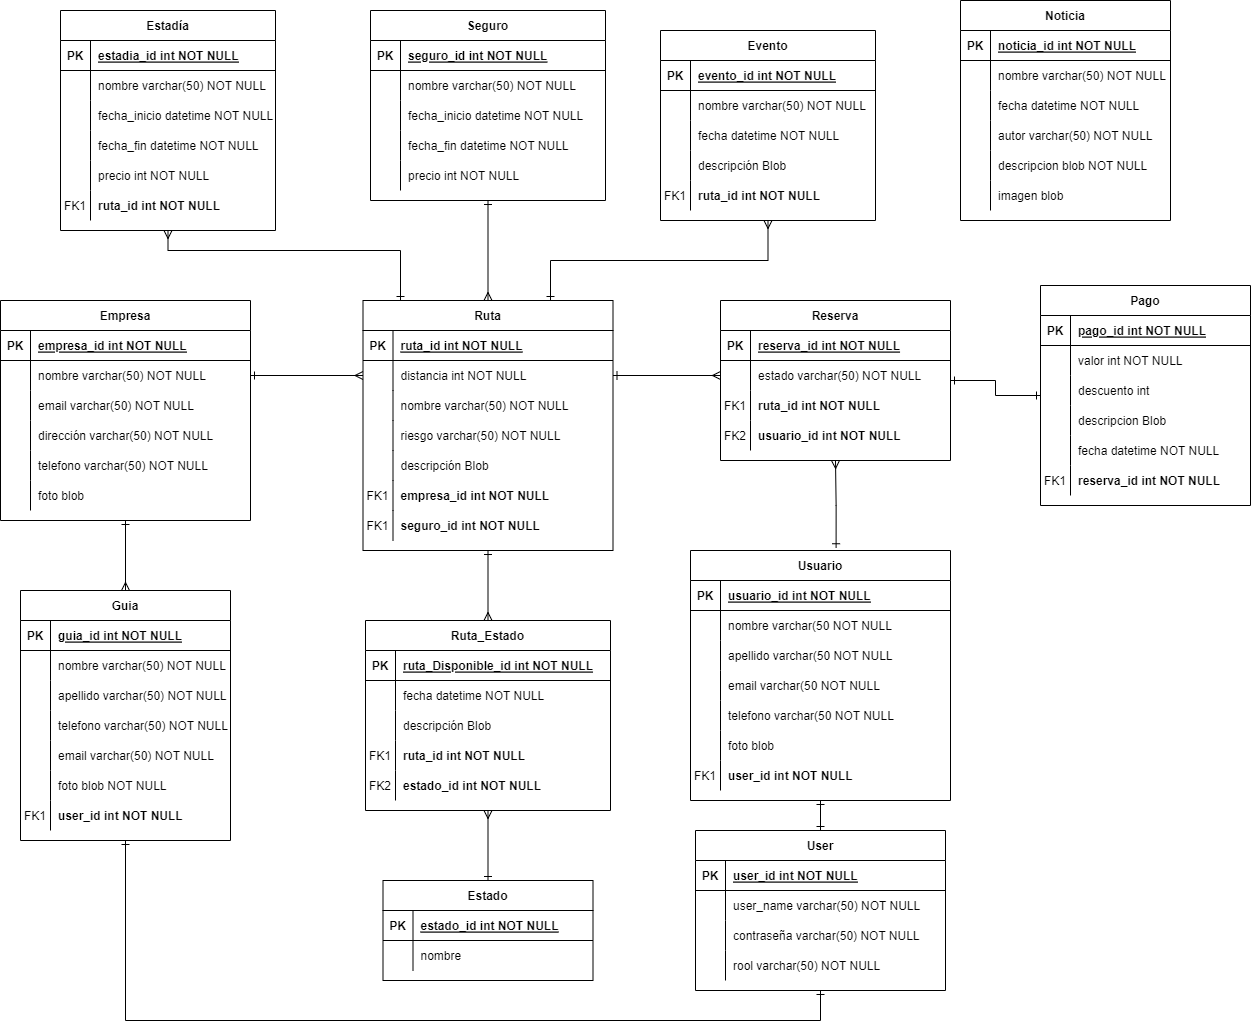 Estadía
PK estadia_id int NOT NULL
nombre varchar(50) NOT NULL
fecha_inicio datetime NOT NULL
fecha_fin datetime NOT NULL
precio int NOT NULL
FK1 ruta_id int NOT NULL
Seguro
PK seguro_id int NOT NULL
nombre varchar(50) NOT NULL
fecha_inicio datetime NOT NULL
fecha_fin datetime NOT NULL
precio int NOT NULL
Evento
PK evento_id int NOT NULL
nombre varchar(50) NOT NULL
fecha datetime NOT NULL
descripción Blob
FK1 ruta_id int NOT NULL
Noticia
PK noticia_id int NOT NULL
nombre varchar(50) NOT NULL
fecha datetime NOT NULL
autor varchar(50) NOT NULL
descripcion blob NOT NULL
imagen blob
Empresa
PK empresa_id int NOT NULL
nombre varchar(50) NOT NULL
email varchar(50) NOT NULL
dirección varchar(50) NOT NULL
telefono varchar(50) NOT NULL
foto blob
Ruta
PK ruta_id int NOT NULL
distancia int NOT NULL
nombre varchar(50) NOT NULL
riesgo varchar(50) NOT NULL
descripción Blob
FK1 empresa_id int NOT NULL
FK1 seguro_id int NOT NULL
Reserva
PK reserva_id int NOT NULL
estado varchar(50) NOT NULL
FK1 ruta_id int NOT NULL
FK2 usuario_id int NOT NULL
Pago
PK pago_id int NOT NULL
valor int NOT NULL
descuento int
descripcion Blob
fecha datetime NOT NULL
FK1 reserva_id int NOT NULL
Guia
PK guia_id int NOT NULL
nombre varchar(50) NOT NULL
apellido varchar(50) NOT NULL
telefono varchar(50) NOT NULL
email varchar(50) NOT NULL
foto blob NOT NULL
FK1 user_id int NOT NULL
Ruta_Estado
PK ruta_Disponible_id int NOT NULL
fecha datetime NOT NULL
descripción Blob
FK1 ruta_id int NOT NULL
FK2 estado_id int NOT NULL
Usuario
PK usuario_id int NOT NULL
nombre varchar(50 NOT NULL
apellido varchar(50 NOT NULL
email varchar(50 NOT NULL
telefono varchar(50 NOT NULL
foto blob
FK1 user_id int NOT NULL
Estado
PK estado_id int NOT NULL
nombre
User
PK user_id int NOT NULL
user_name varchar(50) NOT NULL
contraseña varchar(50) NOT NULL
rool varchar(50) NOT NULL